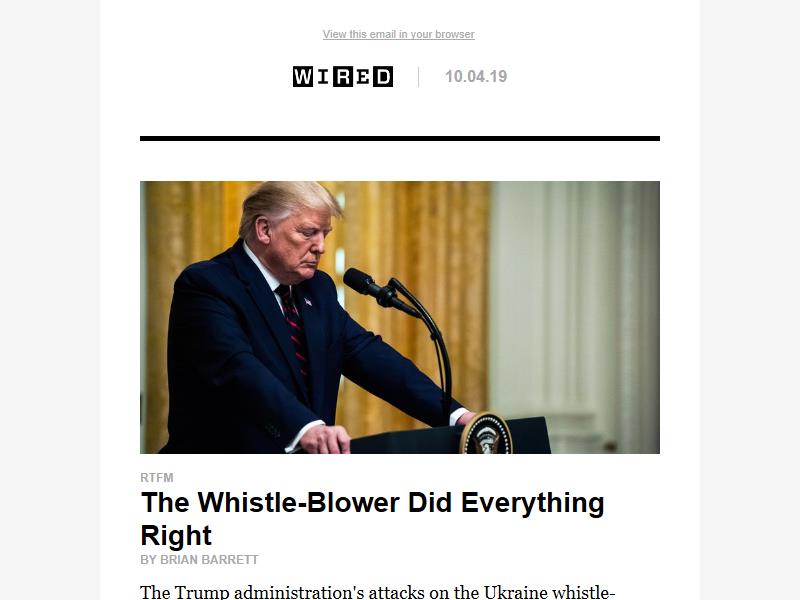 View this email in your browser
WIRED 10.04.19
RTFM
The Whistle-Blower Did Everything
Right
BY BRIAN BARRETT
The Trump administration's attacks on the Ukraine whistle-